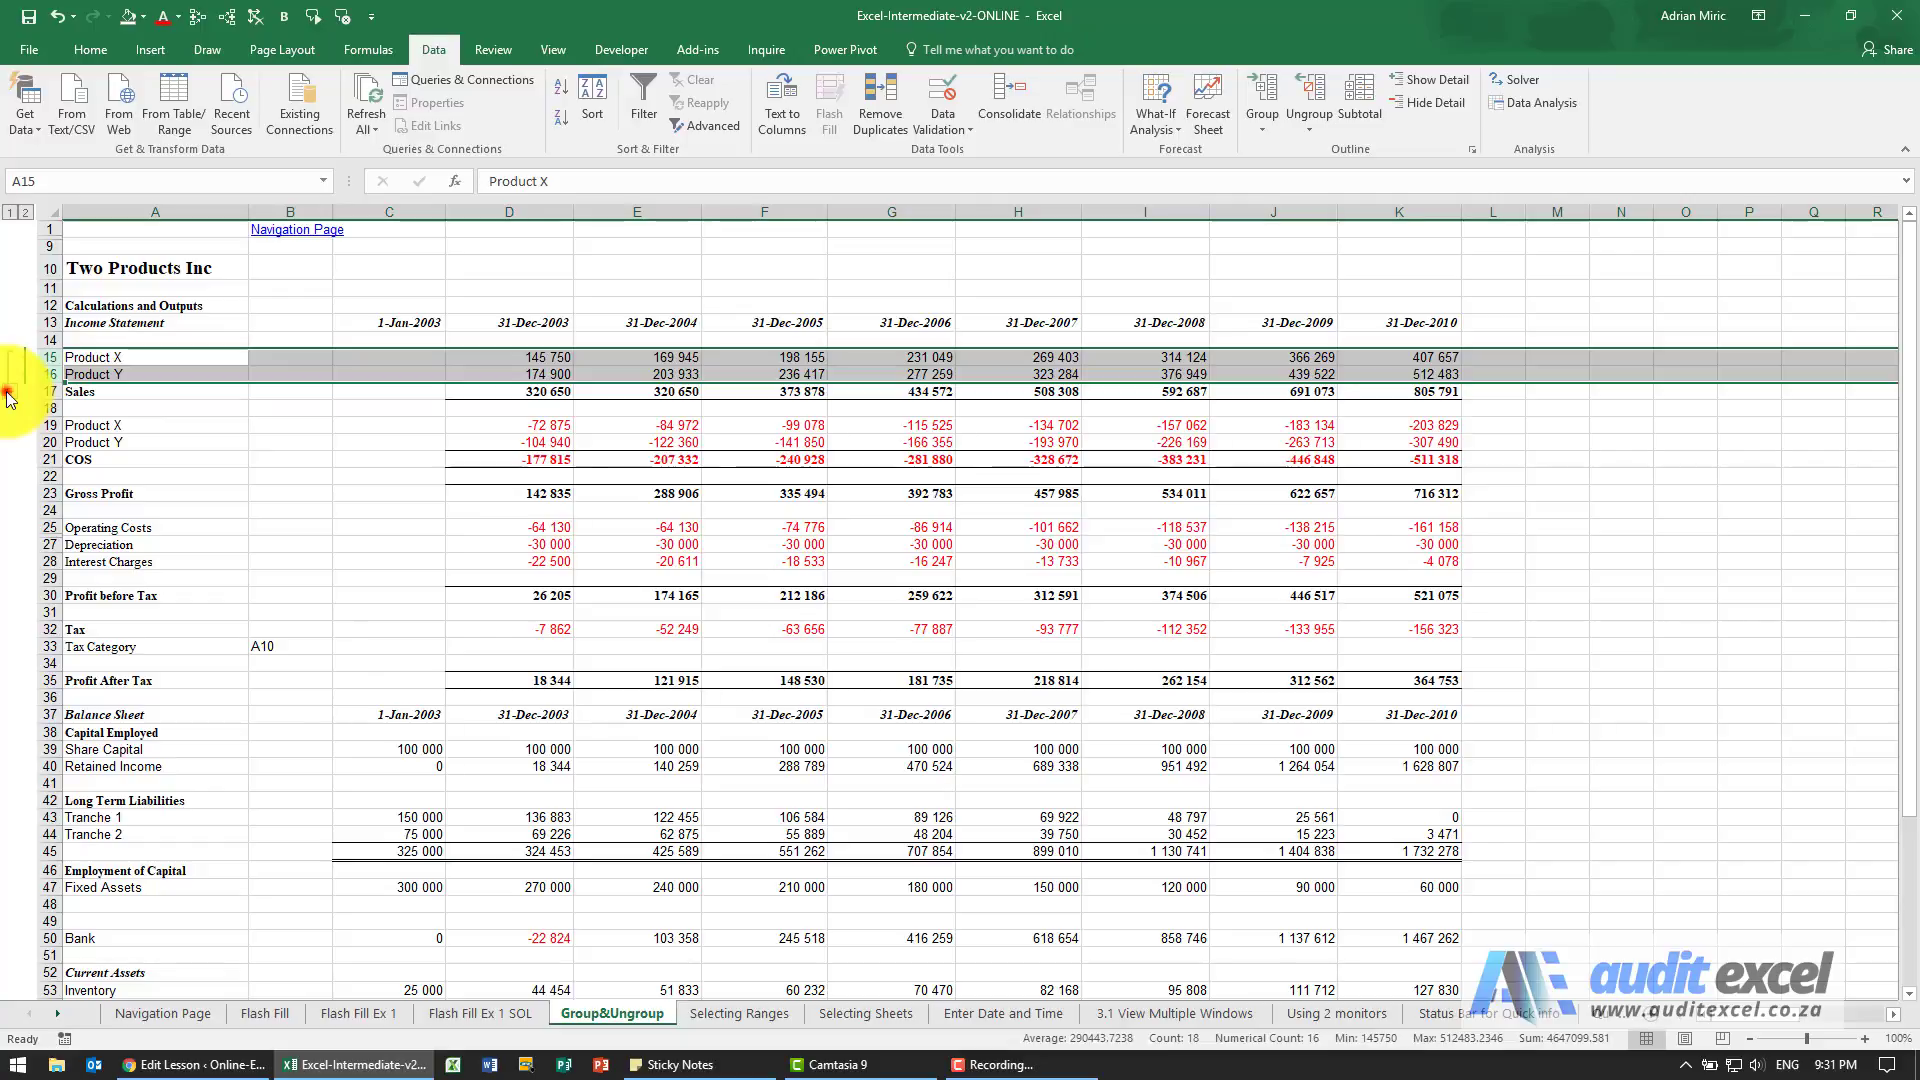 Excel-Intermediate-v2-ONLINE - Excel
Adrian Miric
File Home Insert Draw Page Layout Formulas Data Review View Developer Add-ins Inquire Power Pivot Tell me what you want to do Share
Get Data From Text/CSV From Web From Table/Range Recent Sources Existing Connections
Refresh All Queries & Connections Properties Edit Links
Sort Filter Clear Reapply Advanced
Text to Columns Flash Fill Remove Duplicates Data Validation Consolidate Relationships
What-If Analysis Forecast Sheet Group Ungroup Subtotal Show Detail Hide Detail Solver Data Analysis
Get & Transform Data Queries & Connections Sort & Filter Data Tools Forecast Outline Analysis
A15 Product X
1 2 A B C D E F G H I J K L M N O P Q R
1 Navigation Page
9
10 Two Products Inc
11
12 Calculations and Outputs
13 Income Statement 1-Jan-2003 31-Dec-2003 31-Dec-2004 31-Dec-2005 31-Dec-2006 31-Dec-2007 31-Dec-2008 31-Dec-2009 31-Dec-2010
14
15 Product X 145 750 169 945 198 155 231 049 269 403 314 124 366 269 407 657
16 Product Y 174 900 203 933 236 417 277 259 323 284 376 949 439 522 512 483
17 Sales 320 650 320 650 373 878 434 572 508 308 592 687 691 073 805 791
18
19 Product X -72 875 -84 972 -99 078 -115 525 -134 702 -157 062 -183 134 -203 829
20 Product Y -104 940 -122 360 -141 850 -166 355 -193 970 -226 169 -263 713 -307 490
21 COS -177 815 -207 332 -240 928 -281 880 -328 672 -383 231 -446 848 -511 318
22
23 Gross Profit 142 835 288 906 335 494 392 783 457 985 534 011 622 657 716 312
24
25 Operating Costs -64 130 -64 130 -74 776 -86 914 -101 662 -118 537 -138 215 -161 158
27 Depreciation -30 000 -30 000 -30 000 -30 000 -30 000 -30 000 -30 000 -30 000
28 Interest Charges -22 500 -20 611 -18 533 -16 247 -13 733 -10 967 -7 925 -4 078
29
30 Profit before Tax 26 205 174 165 212 186 259 622 312 591 374 506 446 517 521 075
31
32 Tax -7 862 -52 249 -63 656 -77 887 -93 777 -112 352 -133 955 -156 323
33 Tax Category A10
34
35 Profit After Tax 18 344 121 915 148 530 181 735 218 814 262 154 312 562 364 753
36
37 Balance Sheet 1-Jan-2003 31-Dec-2003 31-Dec-2004 31-Dec-2005 31-Dec-2006 31-Dec-2007 31-Dec-2008 31-Dec-2009 31-Dec-2010
38 Capital Employed
39 Share Capital 100 000 100 000 100 000 100 000 100 000 100 000 100 000 100 000 100 000
40 Retained Income 0 18 344 140 259 288 789 470 524 689 338 951 492 1 264 054 1 628 807
41
42 Long Term Liabilities
43 Tranche 1 150 000 136 883 122 455 106 584 89 126 69 922 48 797 25 561 0
44 Tranche 2 75 000 69 226 62 875 55 889 48 204 39 750 30 452 15 223 3 471
45 325 000 324 453 425 589 551 262 707 854 899 010 1 130 741 1 404 838 1 732 278
46 Employment of Capital
47 Fixed Assets 300 000 270 000 240 000 210 000 180 000 150 000 120 000 90 000 60 000
48
49
50 Bank 0 -22 824 103 358 245 518 416 259 618 654 858 746 1 137 612 1 467 262
51
52 Current Assets
53 Inventory 25 000 44 454 51 833 60 232 70 470 82 168 95 808 111 712 127 830
audit excel
www.auditexcel.co.za
Navigation Page Flash Fill Flash Fill Ex 1 Flash Fill Ex 1 SOL Group&Ungroup Selecting Ranges Selecting Sheets Enter Date and Time 3.1 View Multiple Windows Using 2 monitors Status Bar for Quick info
Ready Average: 290443.7238 Count: 18 Numerical Count: 16 Min: 145750 Max: 512483.2346 Sum: 4647099.581 100%
Edit Lesson ‹ Online-E... Excel-Intermediate-v2... Sticky Notes Camtasia 9 Recording... ENG 9:31 PM